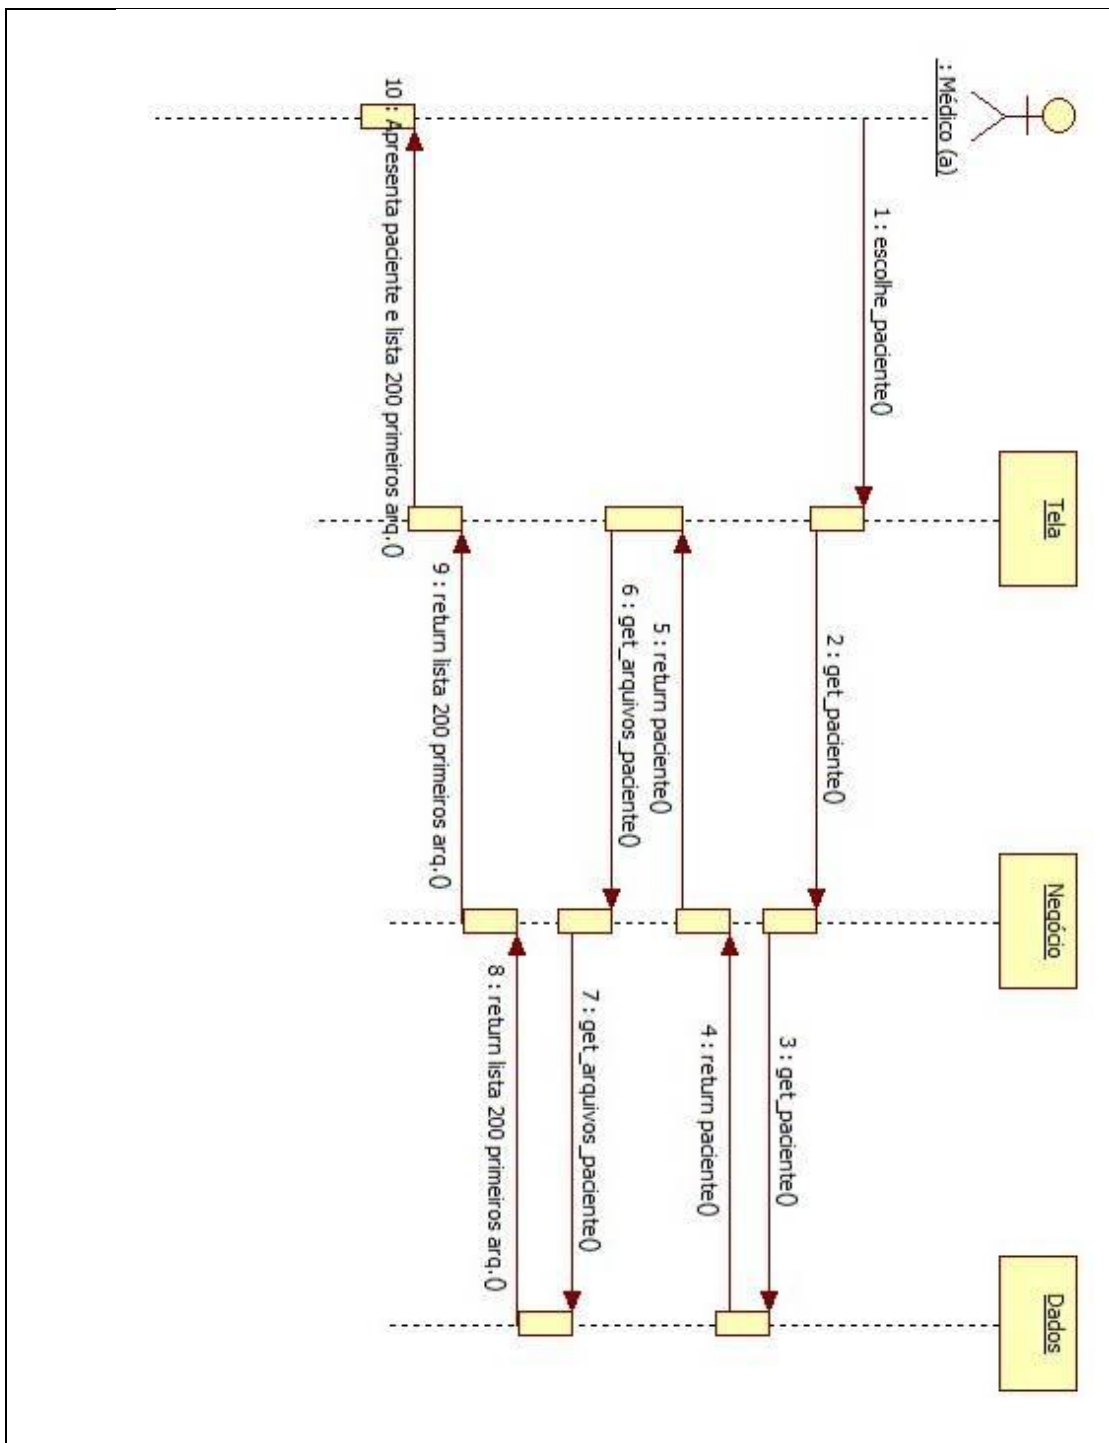 : Médico (a)
Tela
Negócio
Dados
1 : escolhe_paciente()
2 : get_paciente()
3 : get_paciente()
4 : return paciente()
5 : return paciente()
6 : get_arquivos_paciente()
7 : get_arquivos_paciente()
8 : return lista 200 primeiros arq.()
9 : return lista 200 primeiros arq.()
10 : Apresenta paciente e lista 200 primeiros arq.()